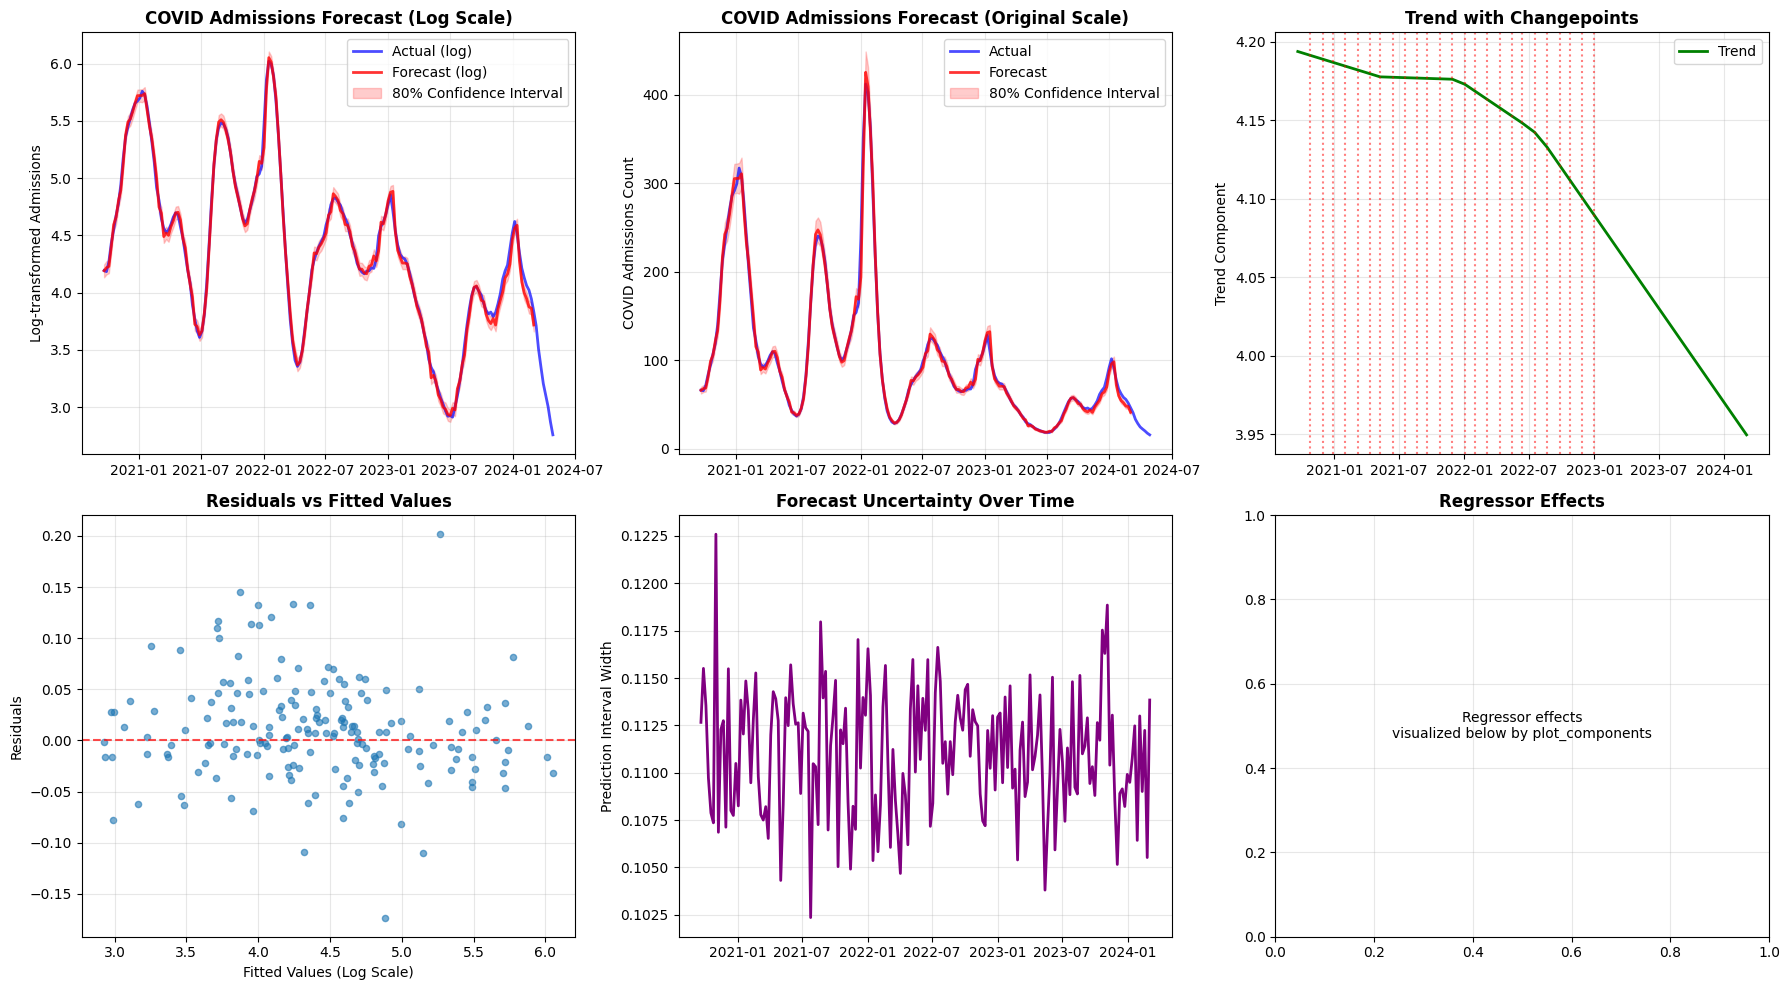 COVID Admissions Forecast (Log Scale)
Log-transformed Admissions
6.0
5.5
5.0
4.5
4.0
3.5
3.0
2021-01 2021-07 2022-01 2022-07 2023-01 2023-07 2024-01 2024-07
Actual (log)
Forecast (log)
80% Confidence Interval
COVID Admissions Forecast (Original Scale)
COVID Admissions Count
400
300
200
100
0
2021-01 2021-07 2022-01 2022-07 2023-01 2023-07 2024-01 2024-07
Actual
Forecast
80% Confidence Interval
Trend with Changepoints
Trend Component
4.20
4.15
4.10
4.05
4.00
3.95
2021-01 2021-07 2022-01 2022-07 2023-01 2023-07 2024-01
Trend
Residuals vs Fitted Values
Residuals
0.20
0.15
0.10
0.05
0.00
−0.05
−0.10
−0.15
3.0 3.5 4.0 4.5 5.0 5.5 6.0
Fitted Values (Log Scale)
Forecast Uncertainty Over Time
Prediction Interval Width
0.1225
0.1200
0.1175
0.1150
0.1125
0.1100
0.1075
0.1050
0.1025
2021-01 2021-07 2022-01 2022-07 2023-01 2023-07 2024-01
Regressor Effects
1.0
0.8
0.6
0.4
0.2
0.0
0.0 0.2 0.4 0.6 0.8 1.0
Regressor effects
visualized below by plot_components